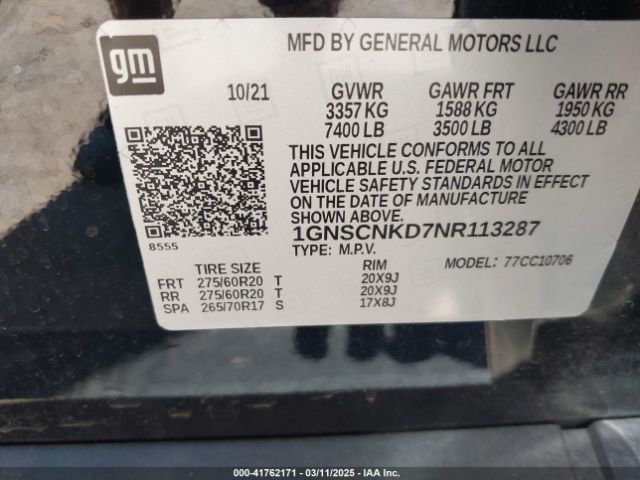 gm
MFD BY GENERAL MOTORS LLC
10/21 GVWR GAWR FRT GAWR RR
3357 KG 1588 KG 1950 KG
7400 LB 3500 LB 4300 LB
THIS VEHICLE CONFORMS TO ALL
APPLICABLE U.S. FEDERAL MOTOR
VEHICLE SAFETY STANDARDS IN EFFECT
ON THE DATE OF MANUFACTURE
SHOWN ABOVE.
1GNSCNKD7NR113287
8555
TYPE: M.P.V. MODEL: 77CC10706
TIRE SIZE RIM
FRT 275/60R20 T 20X9J
RR 275/60R20 T 20X9J
SPA 265/70R17 S 17X8J
000-41762171 - 03/11/2025 - IAA Inc.